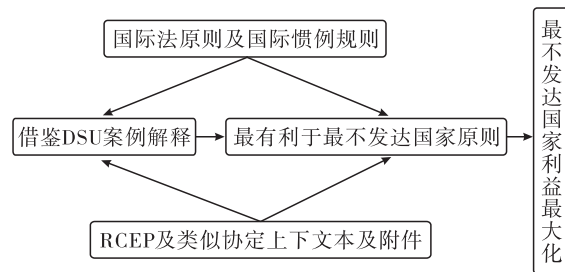 国际法原则及国际惯例规则
借鉴DSU案例解释
最有利于最不发达国家原则
最不发达国家利益最大化
RCEP及类似协定上下文本及附件